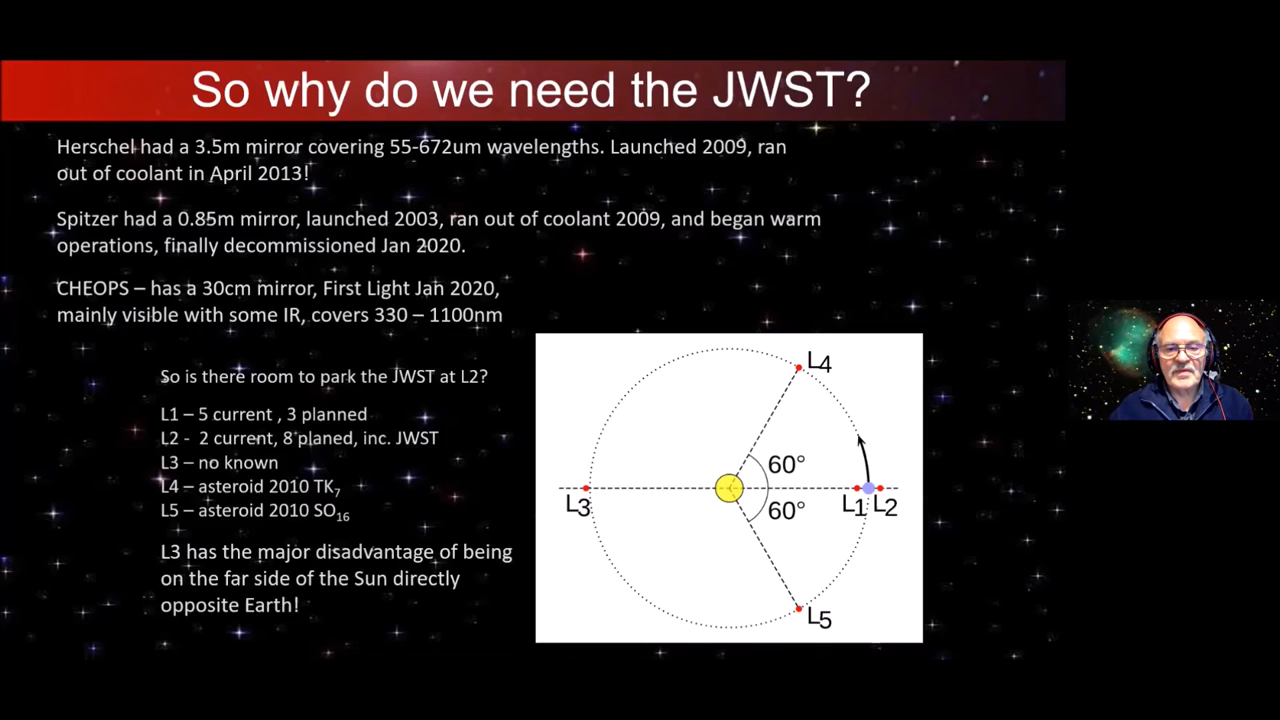 So why do we need the JWST?
Herschel had a 3.5m mirror covering 55-672um wavelengths. Launched 2009, ran
out of coolant in April 2013!
Spitzer had a 0.85m mirror, launched 2003, ran out of coolant 2009, and began warm
operations, finally decommissioned Jan 2020.
CHEOPS – has a 30cm mirror, First Light Jan 2020,
mainly visible with some IR, covers 330 – 1100nm
So is there room to park the JWST at L2?
L1 – 5 current , 3 planned
L2 - 2 current, 8 planed, inc. JWST
L3 – no known
L4 – asteroid 2010 TK7
L5 – asteroid 2010 SO16
L3 has the major disadvantage of being
on the far side of the Sun directly
opposite Earth!
L4
60°
L3
60°
L1
L2
L5